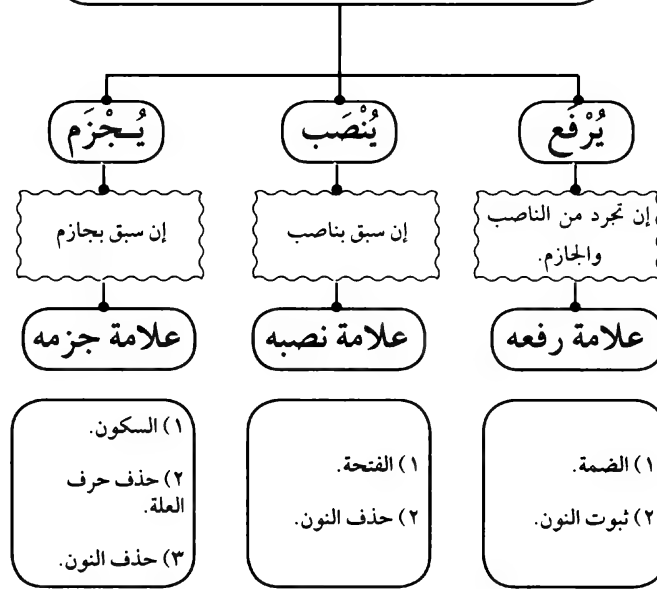 يُرْفَع
يُنْصَب
يُـجْزَم
إن تجرد من الناصب
والجازم.
إن سبق بناصب
إن سبق بجازم
علامة رفعه
علامة نصبه
علامة جزمه
١) الضمة.
٢) ثبوت النون.
١) الفتحة.
٢) حذف النون.
١) السكون.
٢) حذف حرف
العلة.
٣) حذف النون.